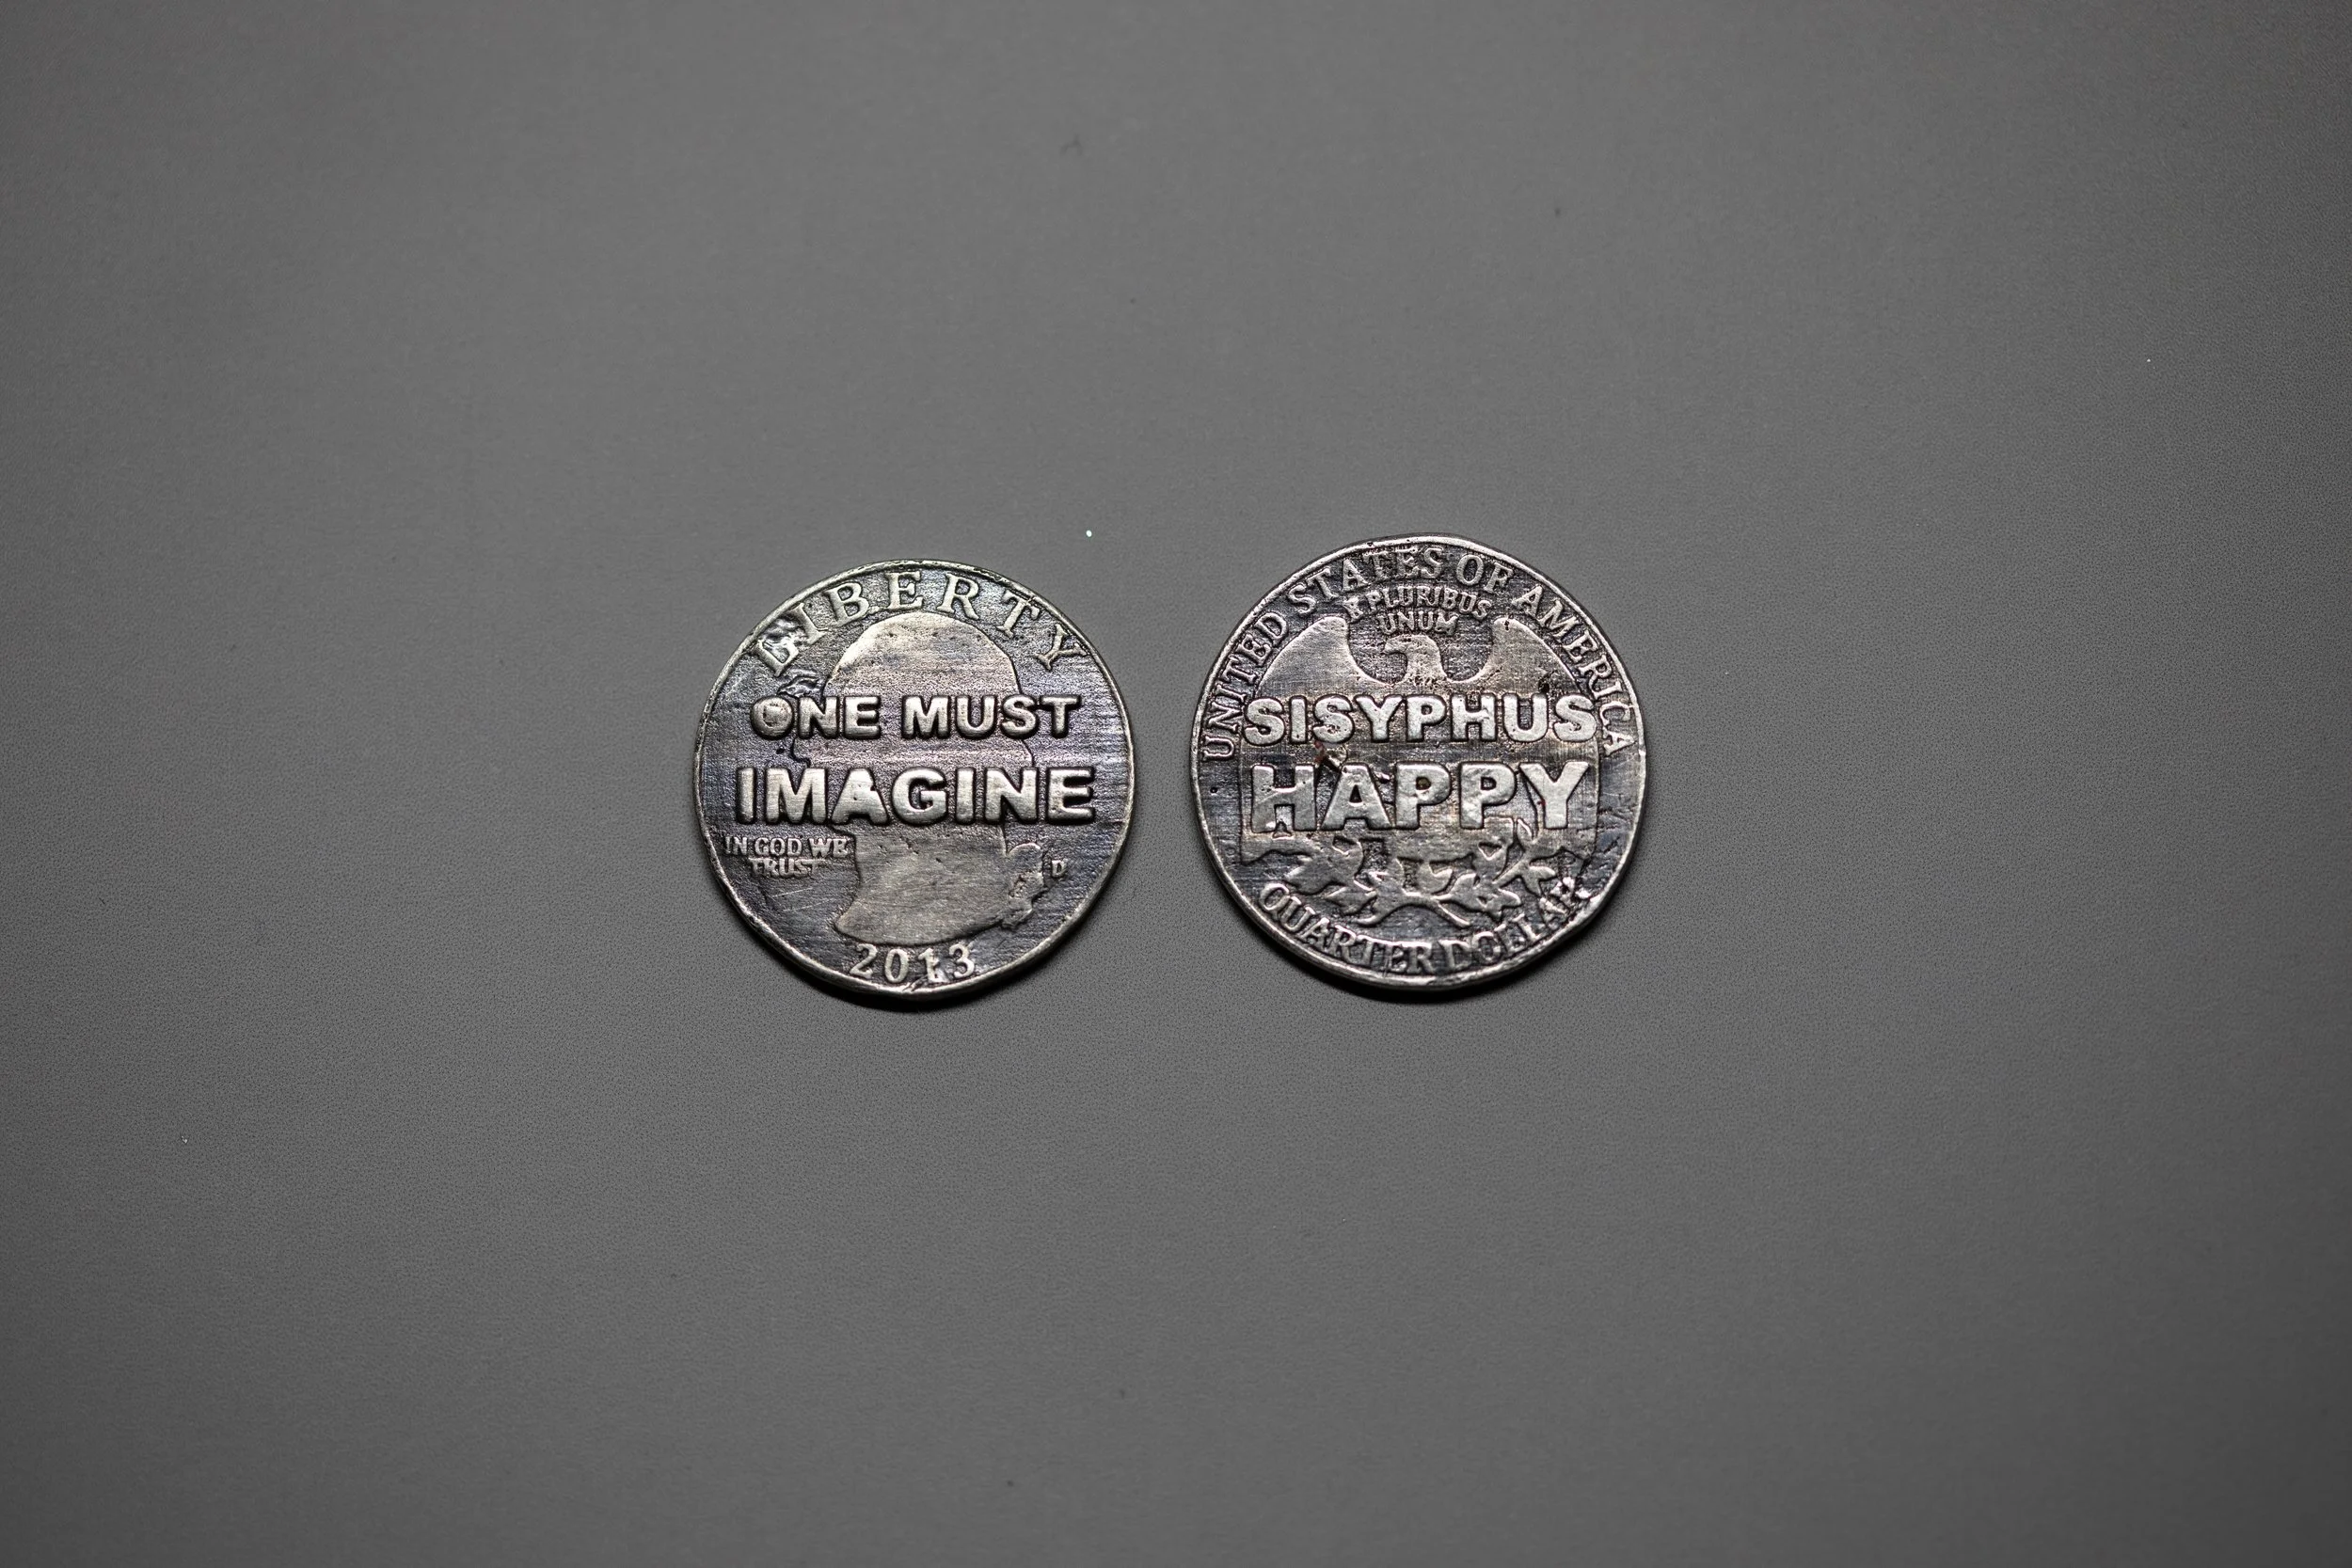 LIBERTY
ONE MUST
IMAGINE
IN GOD WE
TRUST
D
2013
UNITED STATES OF AMERICA
PLURIBUS
UNUM
SISYPHUS
HAPPY
QUARTER DOLLAR